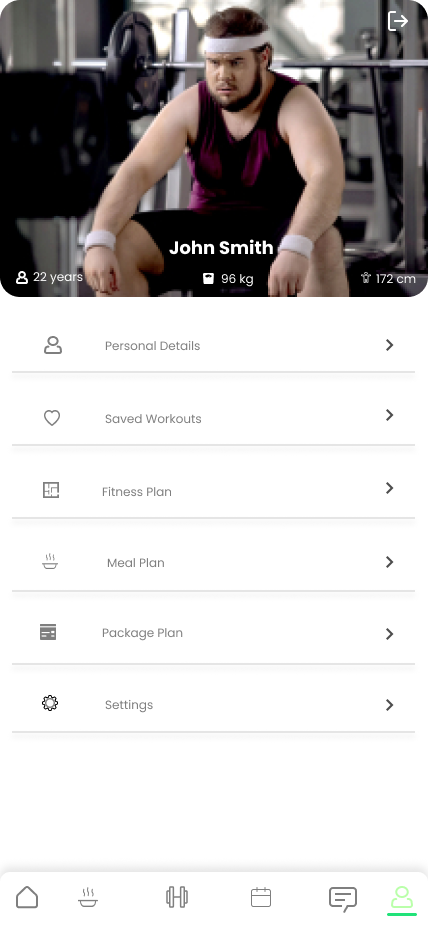 John Smith
22 years
96 kg
172 cm
Personal Details
Saved Workouts
Fitness Plan
Meal Plan
Package Plan
Settings